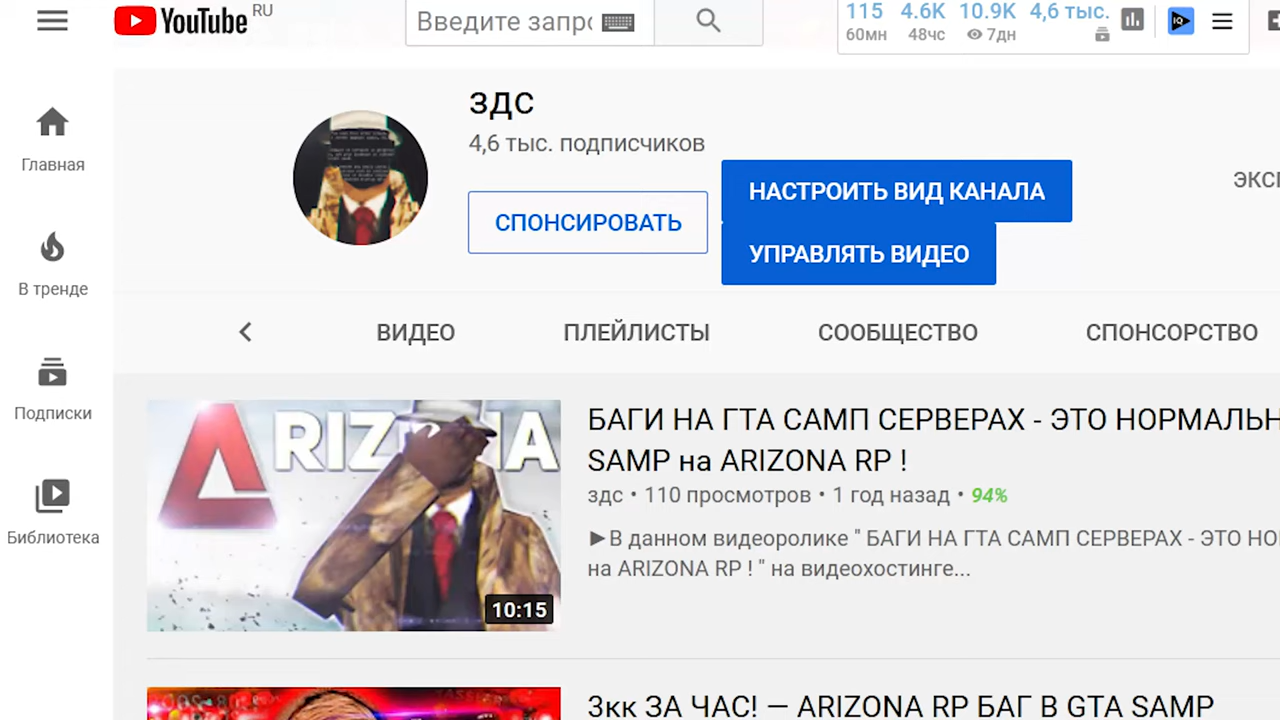 YouTube RU
Введите запро
115 4.6K 10.9K 4,6 тыс.
60мн 48чс 7дн
IQ
ЗДС
4,6 тыс. подписчиков
СПОНСИРОВАТЬ
НАСТРОИТЬ ВИД КАНАЛА
УПРАВЛЯТЬ ВИДЕО
Главная
В тренде
Подписки
Библиотека
ВИДЕО ПЛЕЙЛИСТЫ СООБЩЕСТВО СПОНСОРСТВО
ARIZONA
10:15
БАГИ НА ГТА САМП СЕРВЕРАХ - ЭТО НОРМАЛЬН
SAMP на ARIZONA RP !
здс • 110 просмотров • 1 год назад • 94%
►В данном видеоролике " БАГИ НА ГТА САМП СЕРВЕРАХ - ЭТО НО
на ARIZONA RP ! " на видеохостинге...
3кк ЗА ЧАС! — ARIZONA RP БАГ В GTA SAMP